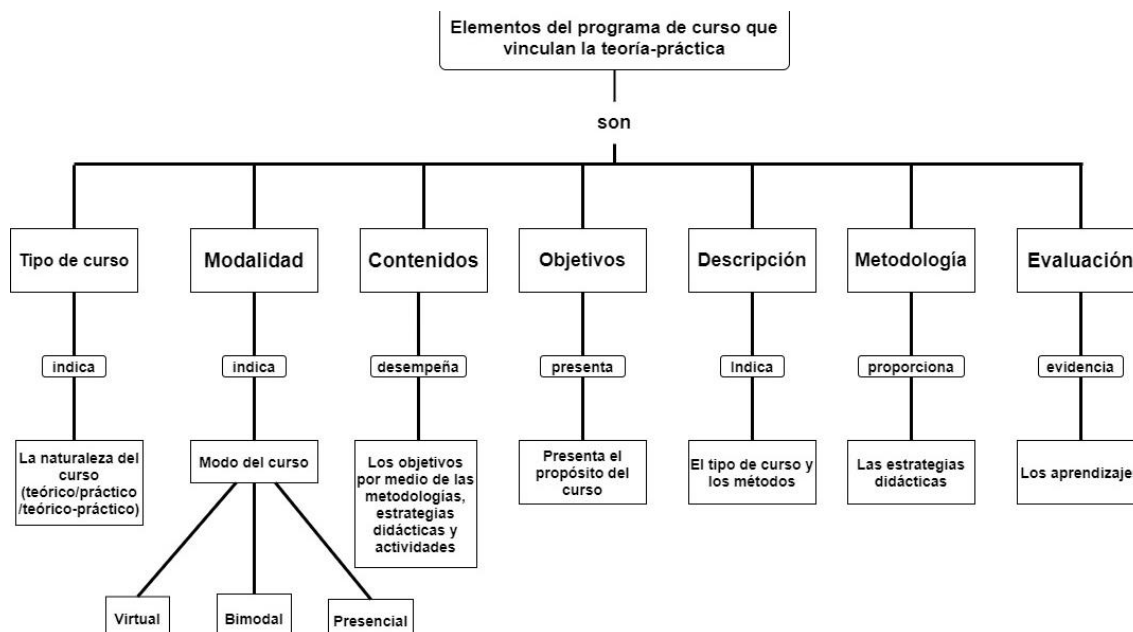 Elementos del programa de curso que
vinculan la teoría-práctica
son
Tipo de curso
Modalidad
Contenidos
Objetivos
Descripción
Metodología
Evaluación
indica
indica
desempeña
presenta
Indica
proporciona
evidencia
La naturaleza del
curso
(teórico/práctico
/teórico-práctico)
Modo del curso
Los objetivos
por medio de las
metodologías,
estrategias
didácticas y
actividades
Presenta el
propósito del
curso
El tipo de curso y
los métodos
Las estrategias
didácticas
Los aprendizaje
Virtual
Bimodal
Presencial